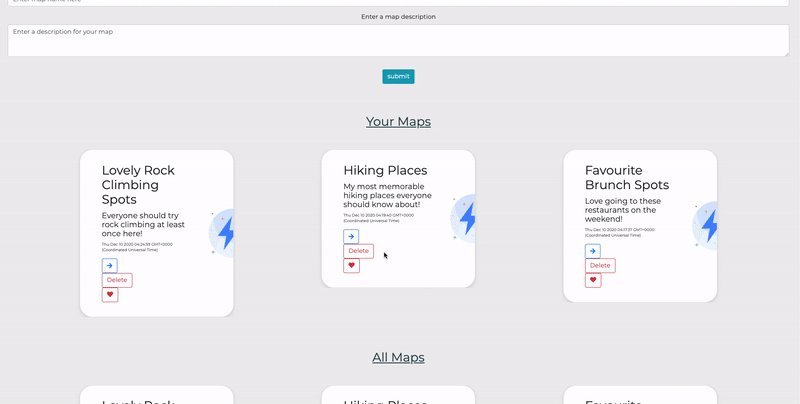 Enter map name here
Enter a map description
Enter a description for your map
submit
Your Maps
Lovely Rock
Climbing
Spots
Everyone should try
rock climbing at least
once here!
Thu Dec 10 2020 04:24:59 GMT+0000
(Coordinated Universal Time)
Delete
Hiking Places
My most memorable
hiking places everyone
should know about!
Thu Dec 10 2020 04:19:40 GMT+0000
(Coordinated Universal Time)
Delete
Favourite
Brunch Spots
Love going to these
restaurants on the
weekend!
Thu Dec 10 2020 04:17:37 GMT+0000
(Coordinated Universal Time)
Delete
All Maps
Lovely Rock
Hiking Places
Favourite